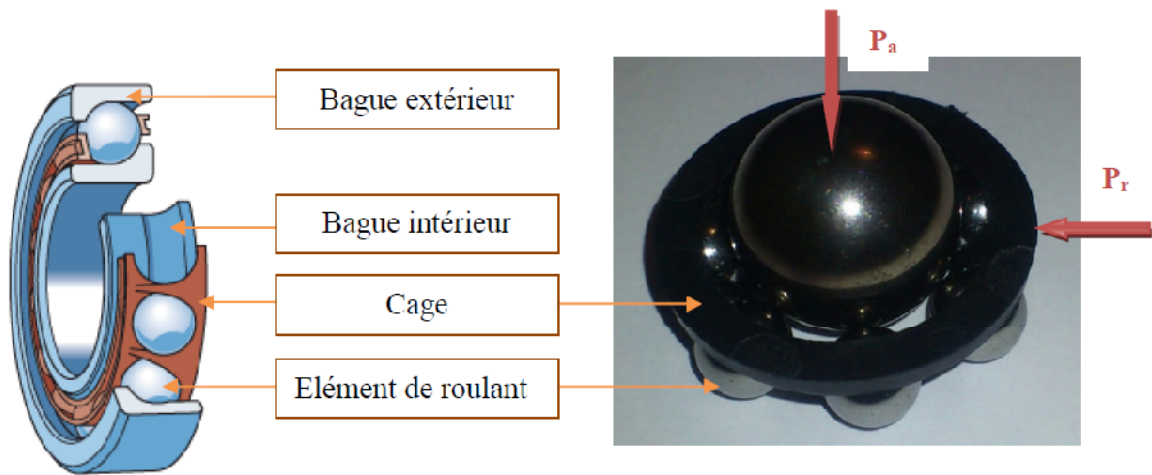 Bague extérieur
Bague intérieur
Cage
Elément de roulant
Pa
Pr